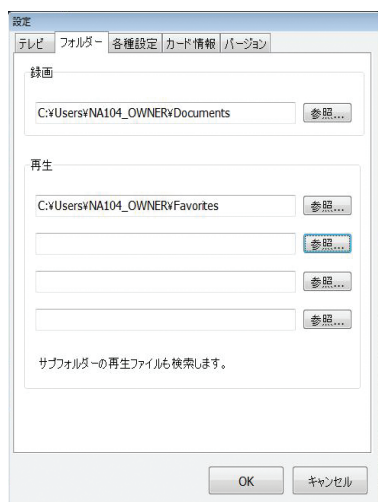 設定
テレビ フォルダー 各種設定 カード情報 バージョン
録画
C:¥Users¥NA104_OWNER¥Documents 参照...
再生
C:¥Users¥NA104_OWNER¥Favorites 参照...
参照...
参照...
参照...
サブフォルダーの再生ファイルも検索します。
OK キャンセル